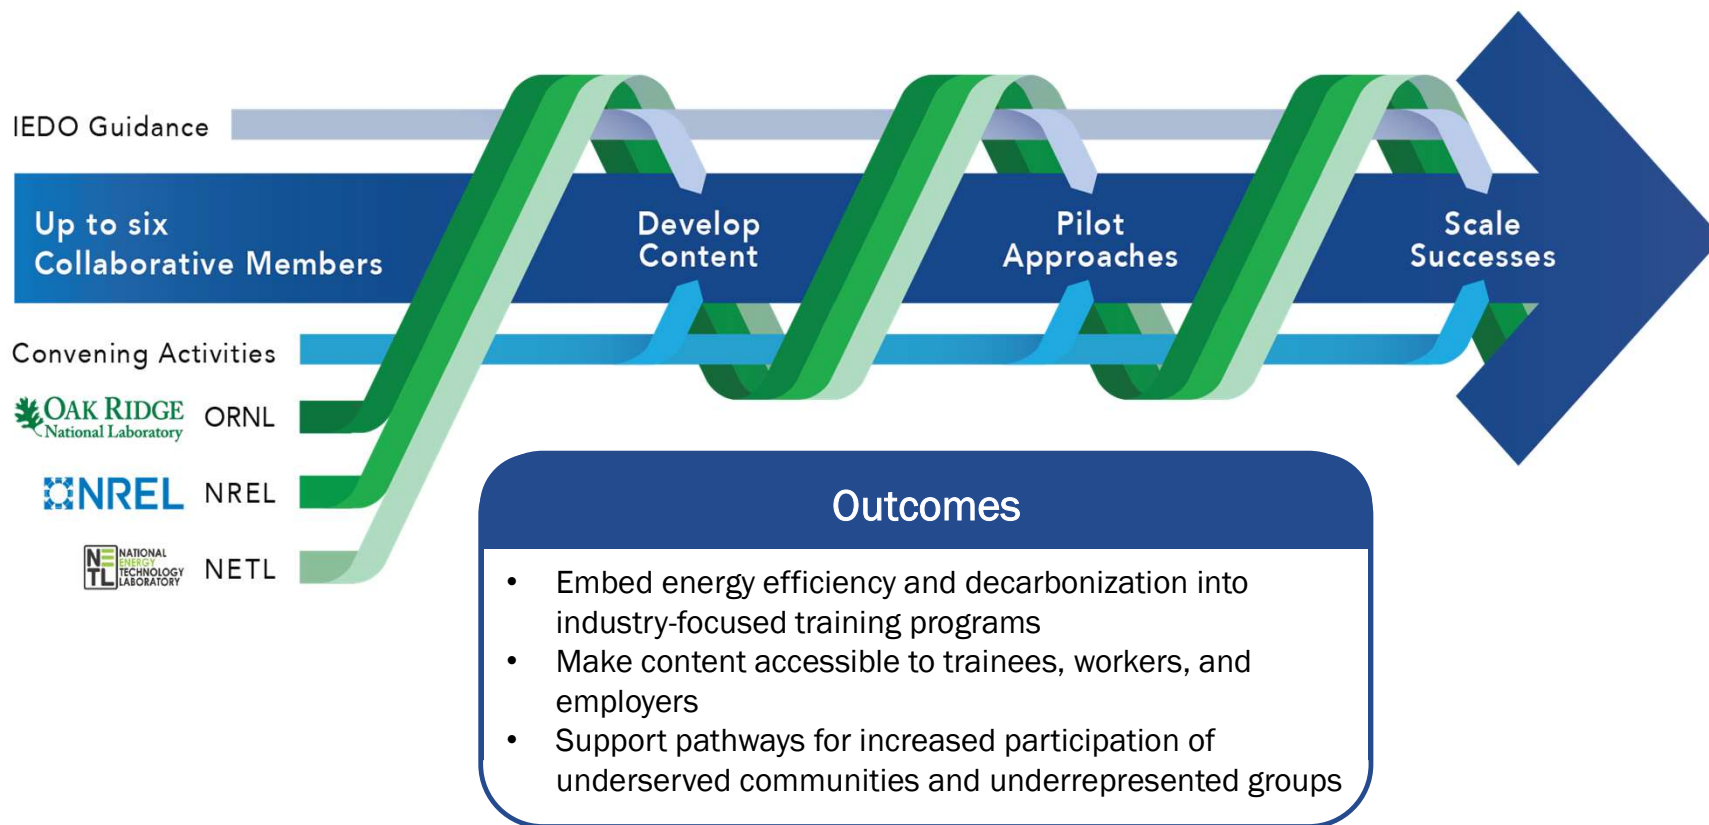 IEDO Guidance
Up to six
Collaborative Members
Develop
Content
Pilot
Approaches
Scale
Successes
Convening Activities
OAK RIDGE
National Laboratory
ORNL
NREL
NREL
NE
TL
NATIONAL
ENERGY
TECHNOLOGY
LABORATORY
NETL
Outcomes
• Embed energy efficiency and decarbonization into
industry-focused training programs
• Make content accessible to trainees, workers, and
employers
• Support pathways for increased participation of
underserved communities and underrepresented groups